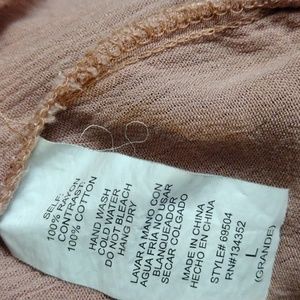 SELF:
100% RAYON
CONTRAST:
100% COTTON
HAND WASH
COLD WATER
DO NOT BLEACH
HANG DRY
LAVAR A MANO CON
AGUA FRIA NO USAR
BLANQUEADOR
SECAR COLGADO
MADE IN CHINA
HECHO EN CHINA
STYLE# 69504
RN#134352
L
(GRANDE)